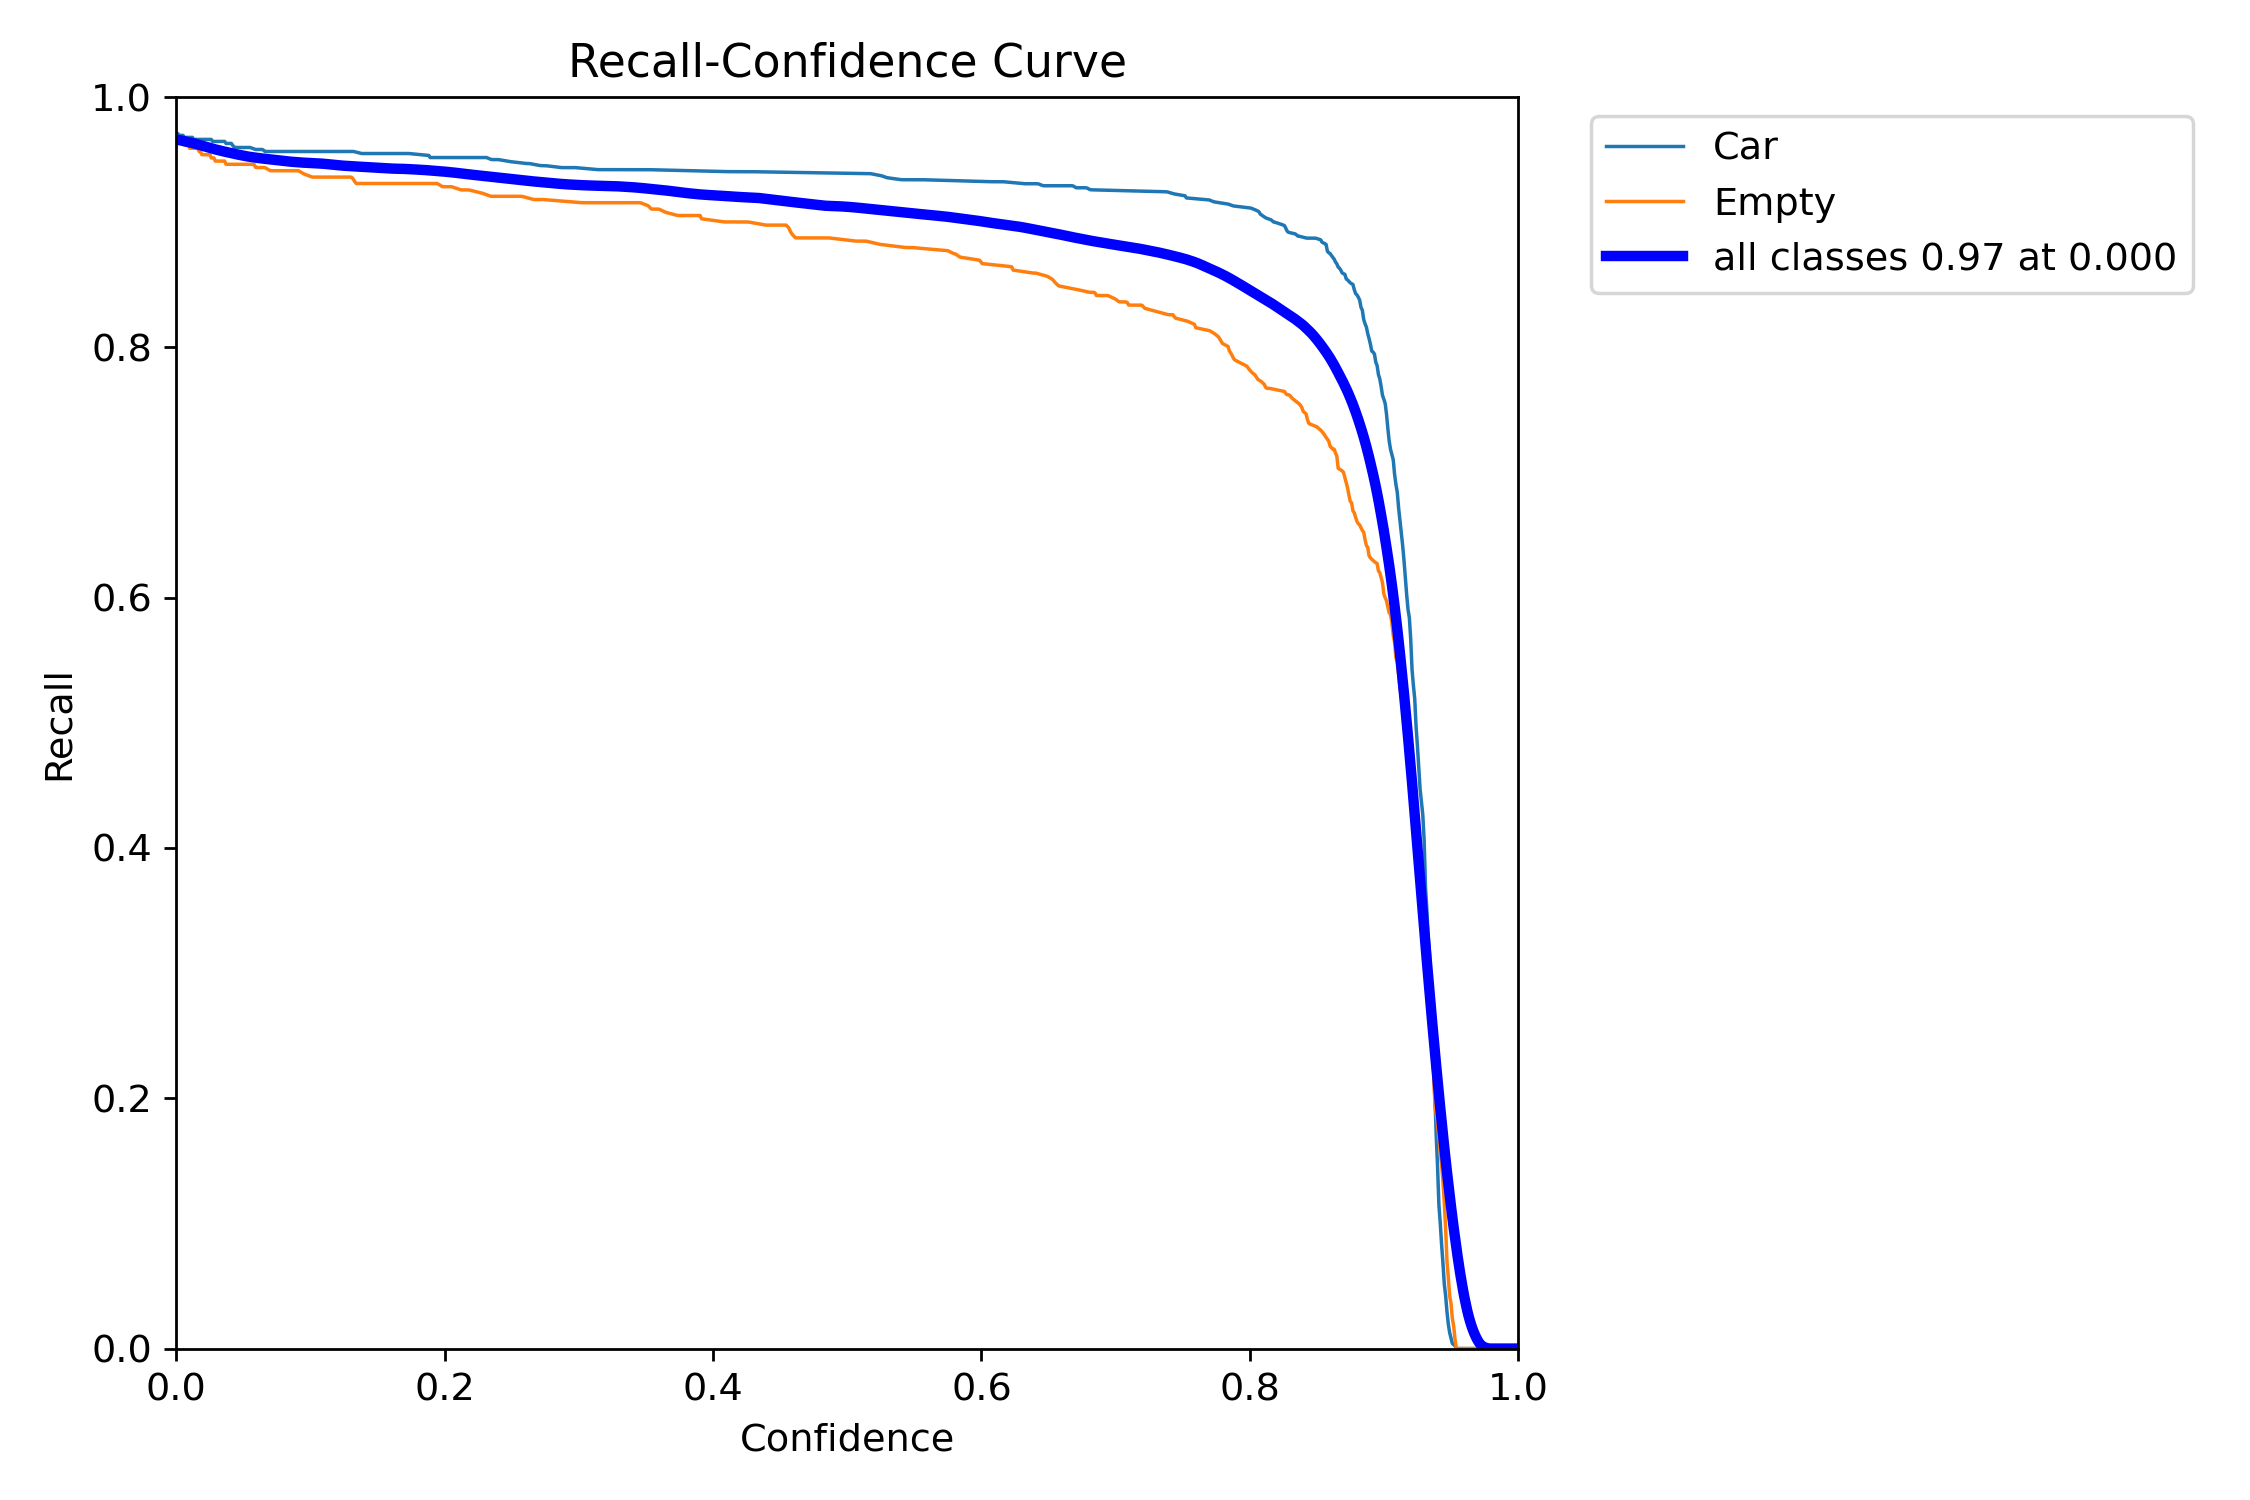 Recall-Confidence Curve
1.0
0.8
0.6
0.4
0.2
0.0
Recall
0.0 0.2 0.4 0.6 0.8 1.0
Confidence
Car
Empty
all classes 0.97 at 0.000